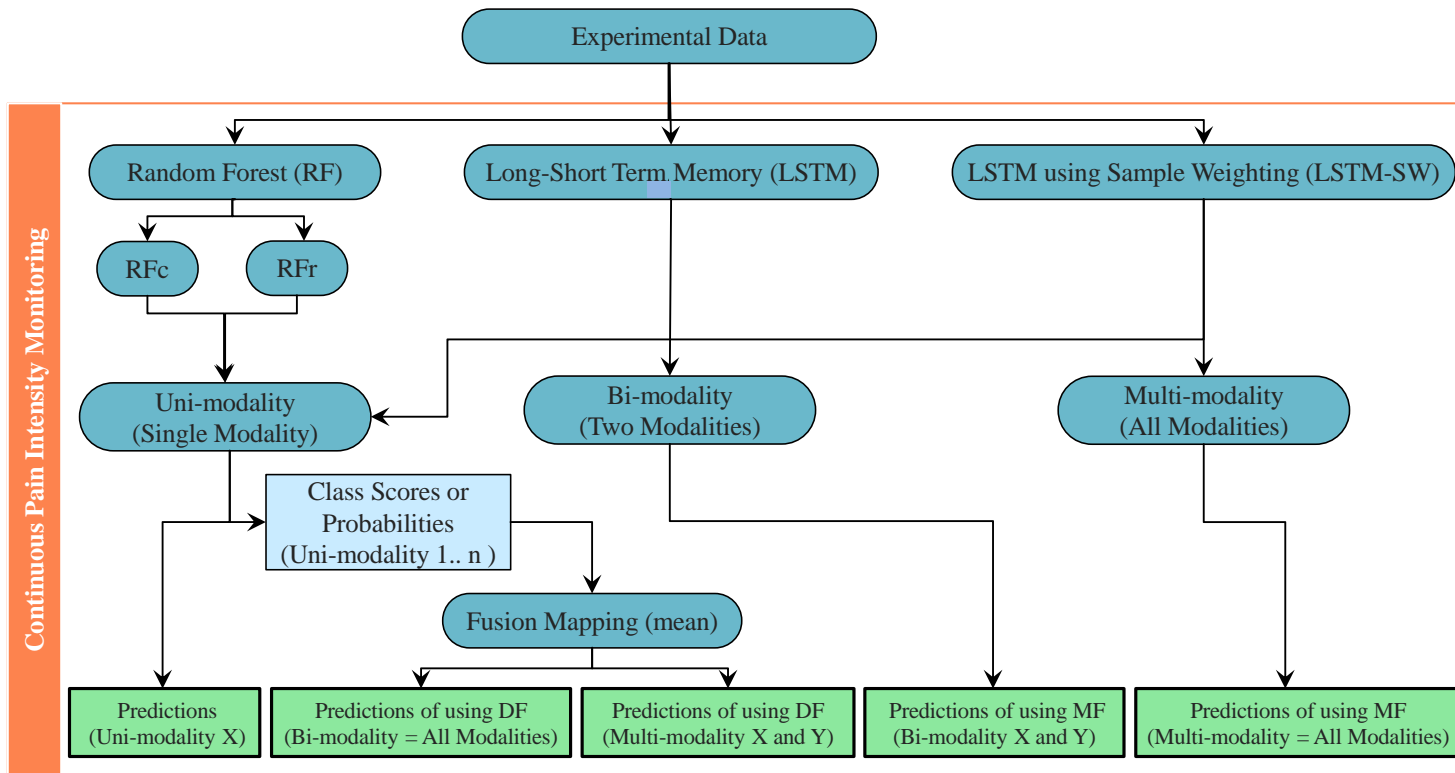 Experimental Data
Continuous Pain Intensity Monitoring
Random Forest (RF)
Long-Short Term Memory (LSTM)
LSTM using Sample Weighting (LSTM-SW)
RFc
RFr
Uni-modality
(Single Modality)
Bi-modality
(Two Modalities)
Multi-modality
(All Modalities)
Class Scores or
Probabilities
(Uni-modality 1.. n )
Fusion Mapping (mean)
Predictions
(Uni-modality X)
Predictions of using DF
(Bi-modality = All Modalities)
Predictions of using DF
(Multi-modality X and Y)
Predictions of using MF
(Bi-modality X and Y)
Predictions of using MF
(Multi-modality = All Modalities)